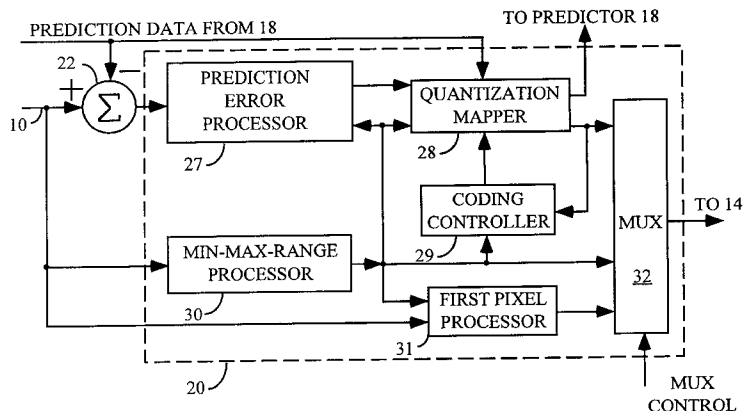 TO PREDICTOR 18
PREDICTION DATA FROM 18
22
−
+
Σ
10
PREDICTION
ERROR
PROCESSOR
27
QUANTIZATION
MAPPER
28
CODING
CONTROLLER
29
MUX
32
TO 14
MIN-MAX-RANGE
PROCESSOR
30
FIRST PIXEL
PROCESSOR
31
20
MUX
CONTROL